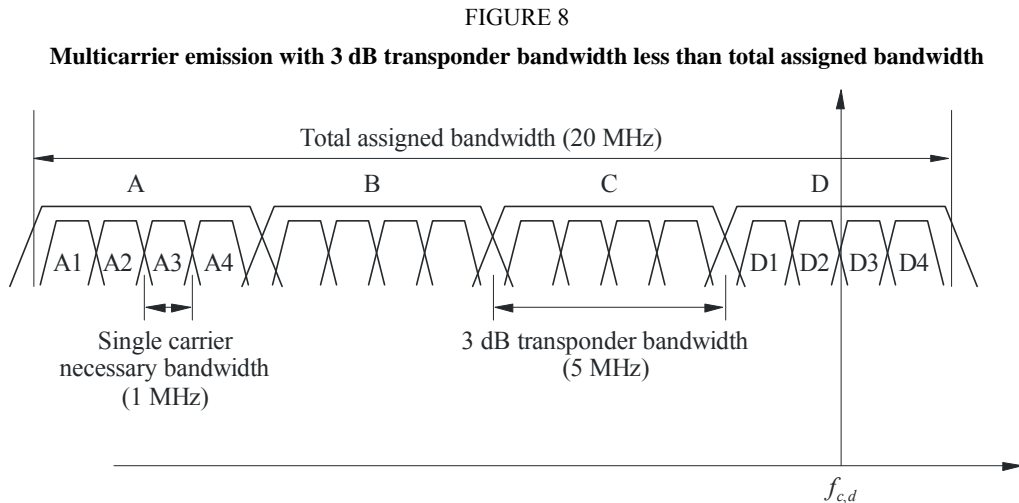 FIGURE 8
Multicarrier emission with 3 dB transponder bandwidth less than total assigned bandwidth
Total assigned bandwidth (20 MHz)
A B C D
A1 A2 A3 A4 D1 D2 D3 D4
Single carrier
necessary bandwidth
(1 MHz)
3 dB transponder bandwidth
(5 MHz)
f c,d